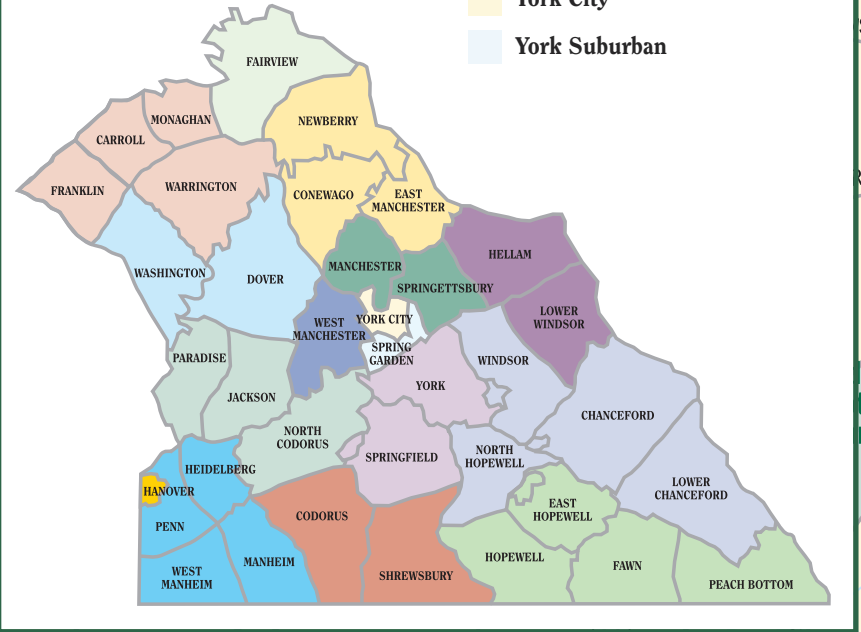 York City
York Suburban
FAIRVIEW
MONAGHAN
NEWBERRY
CARROLL
FRANKLIN
WARRINGTON
CONEWAGO
EAST
MANCHESTER
HELLAM
WASHINGTON
DOVER
MANCHESTER
SPRINGETTSBURY
LOWER
WINDSOR
WEST
MANCHESTER
YORK CITY
SPRING
GARDEN
WINDSOR
PARADISE
YORK
JACKSON
CHANCEFORD
NORTH
CODORUS
SPRINGFIELD
NORTH
HOPEWELL
HEIDELBERG
HANOVER
LOWER
CHANCEFORD
EAST
HOPEWELL
CODORUS
PENN
HOPEWELL
MANHEIM
FAWN
WEST
MANHEIM
SHREWSBURY
PEACH BOTTOM